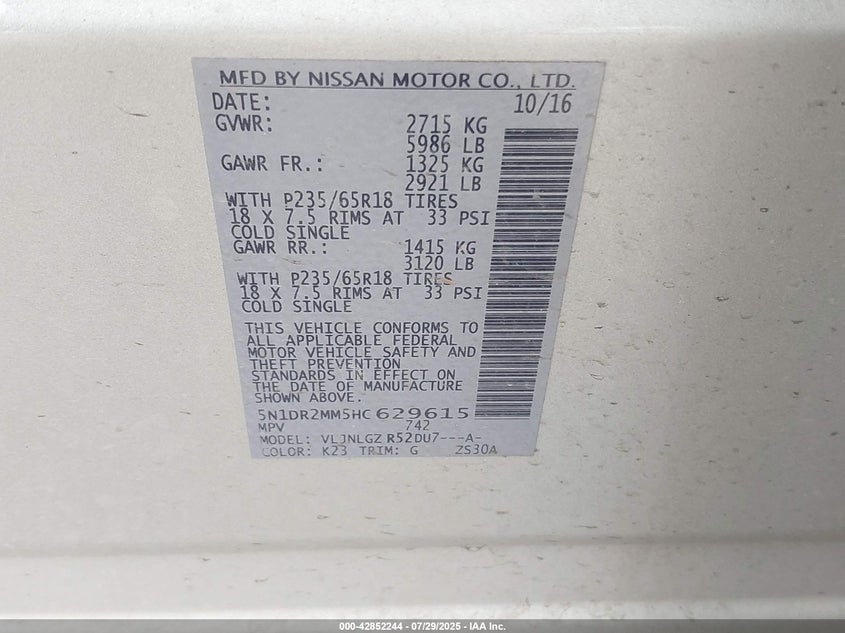 MFD BY NISSAN MOTOR CO., LTD.
DATE: 10/16
GVWR: 2715 KG
5986 LB
GAWR FR.: 1325 KG
2921 LB
WITH P235/65R18 TIRES
18 X 7.5 RIMS AT 33 PSI
COLD SINGLE
GAWR RR.: 1415 KG
3120 LB
WITH P235/65R18 TIRES
18 X 7.5 RIMS AT 33 PSI
COLD SINGLE
THIS VEHICLE CONFORMS TO
ALL APPLICABLE FEDERAL
MOTOR VEHICLE SAFETY AND
THEFT PREVENTION
STANDARDS IN EFFECT ON
THE DATE OF MANUFACTURE
SHOWN ABOVE.
5N1DR2MM5HC 629615
MPV 742
MODEL: VLJNLGZ R52DU7---A-
COLOR: K23 TRIM: G ZS30A
000-42852244 - 07/29/2025 - IAA Inc.